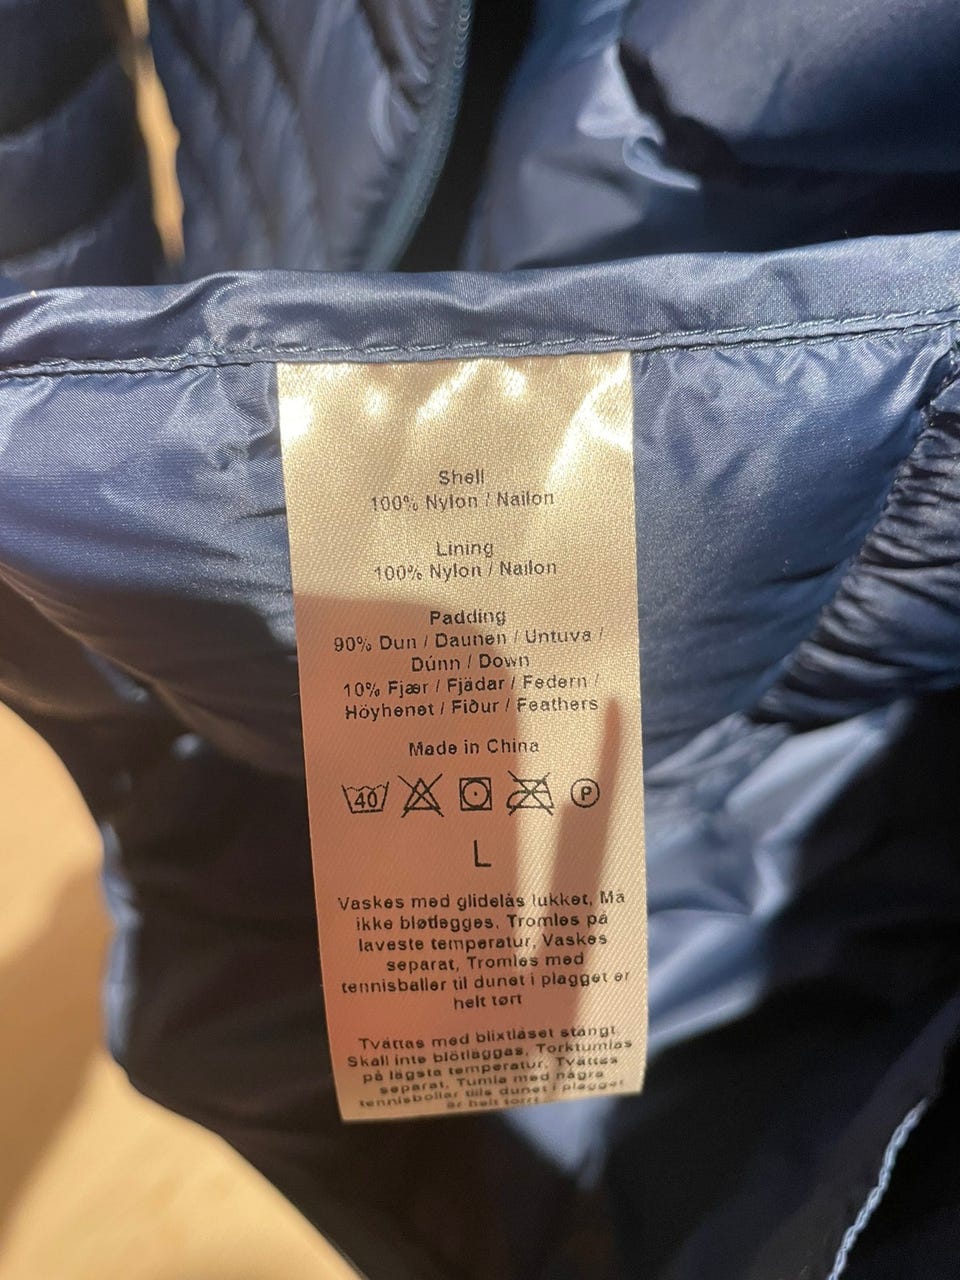 Shell
100% Nylon / Nailon
Lining
100% Nylon / Nailon
Padding
90% Dun / Daunen / Untuva /
Dúnn / Down
10% Fjær / Fjädar / Federn /
Höyhenet / Fiður / Feathers
Made in China
40 P
L
Vaskes med glidelås lukket, Må
ikke bløtlegges, Tromles på
laveste temperatur, Vaskes
separat, Tromles med
tennisballer til dunet i plagget er
helt tørt
Tvättas med blixtlåset stängt,
Skall inte blötläggas, Torktumlas
på lägsta temperatur, Tvättas
separat, Tumla med några
tennisbollar tills dunet i plagget
är helt torrt